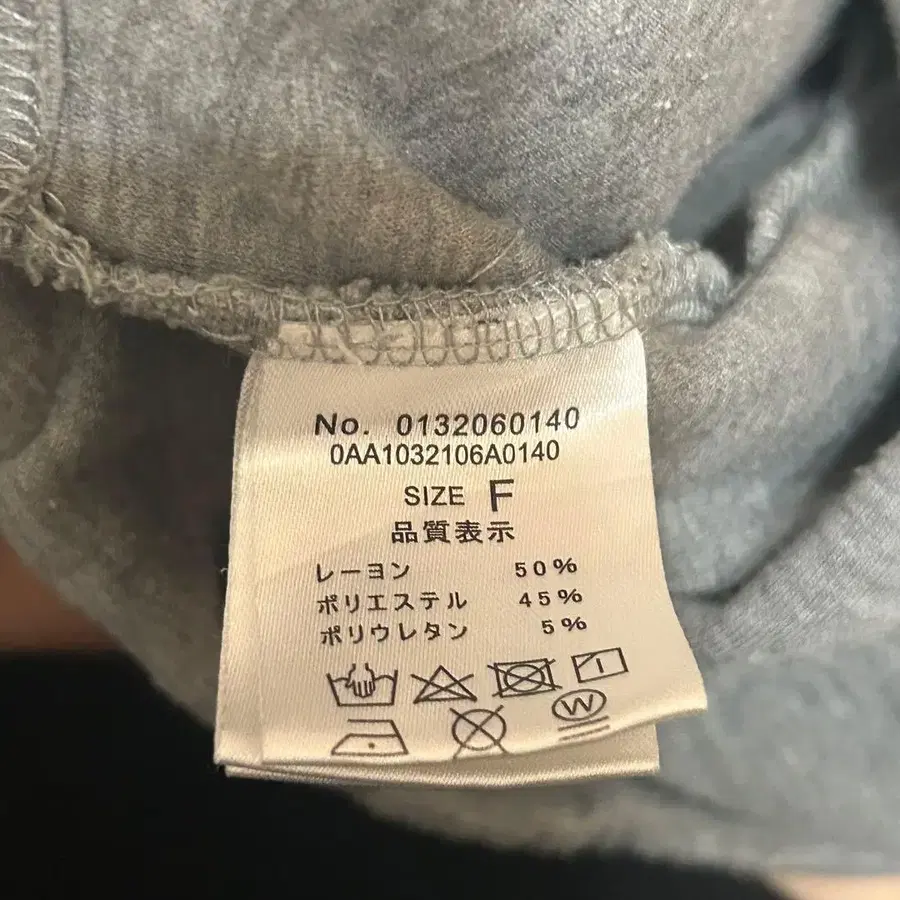 No. 0132060140
0AA1032106A0140
SIZE F
品質表示
レーヨン 50%
ポリエステル 45%
ポリウレタン 5%
W